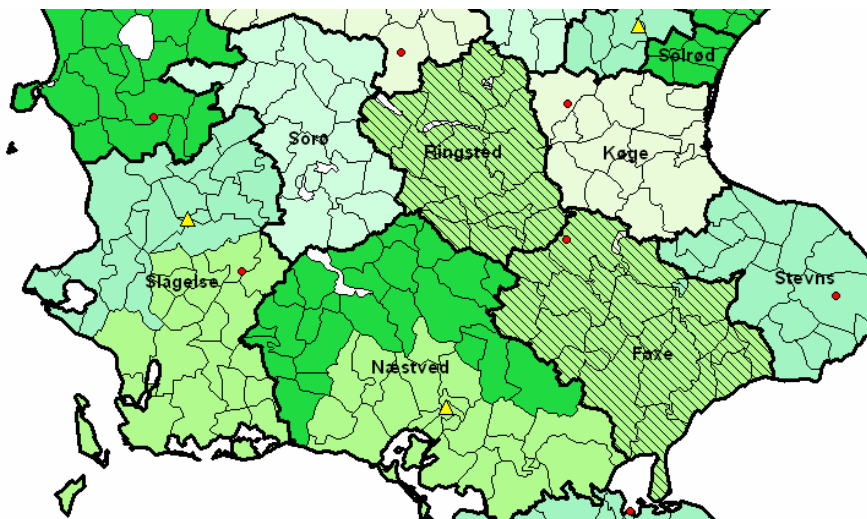 Solrød
Sorø
Ringsted
Køge
Slagelse
Stevns
Næstved
Faxe